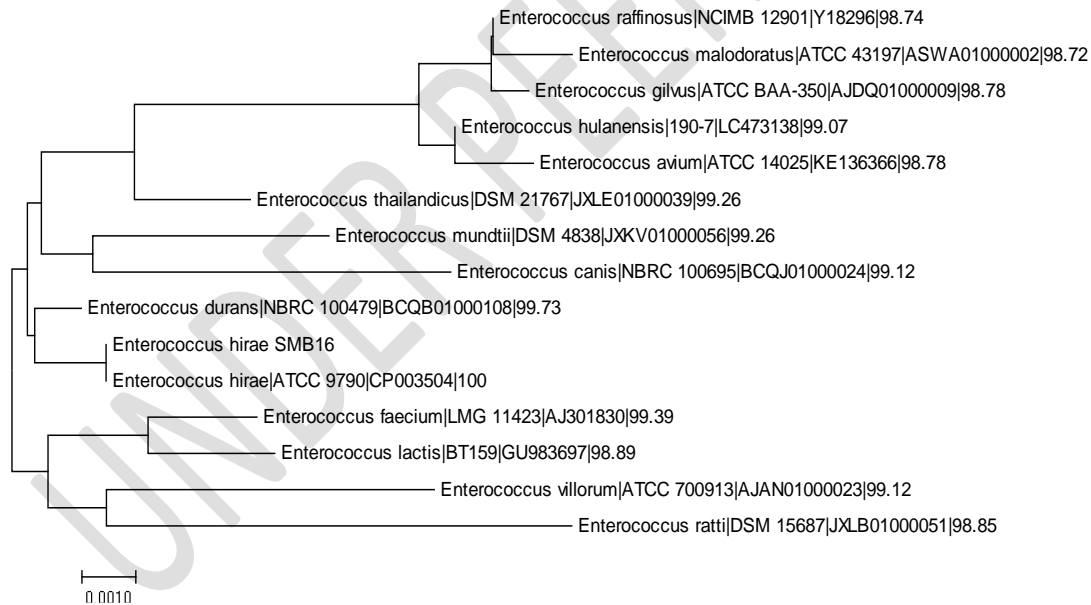 Enterococcus raffinosus|NCIMB 12901|Y18296|98.74
Enterococcus malodoratus|ATCC 43197|ASWA01000002|98.72
Enterococcus gilvus|ATCC BAA-350|AJDQ01000009|98.78
Enterococcus hulanensis|190-7|LC473138|99.07
Enterococcus avium|ATCC 14025|KE136366|98.78
Enterococcus thailandicus|DSM 21767|JXLE01000039|99.26
Enterococcus mundtii|DSM 4838|JXKV01000056|99.26
Enterococcus canis|NBRC 100695|BCQJ01000024|99.12
Enterococcus durans|NBRC 100479|BCQB01000108|99.73
Enterococcus hirae SMB16
Enterococcus hirae|ATCC 9790|CP003504|100
Enterococcus faecium|LMG 11423|AJ301830|99.39
Enterococcus lactis|BT159|GU983697|98.89
Enterococcus villorum|ATCC 700913|AJAN01000023|99.12
Enterococcus ratti|DSM 15687|JXLB01000051|98.85
0.0010
UNDER PEE